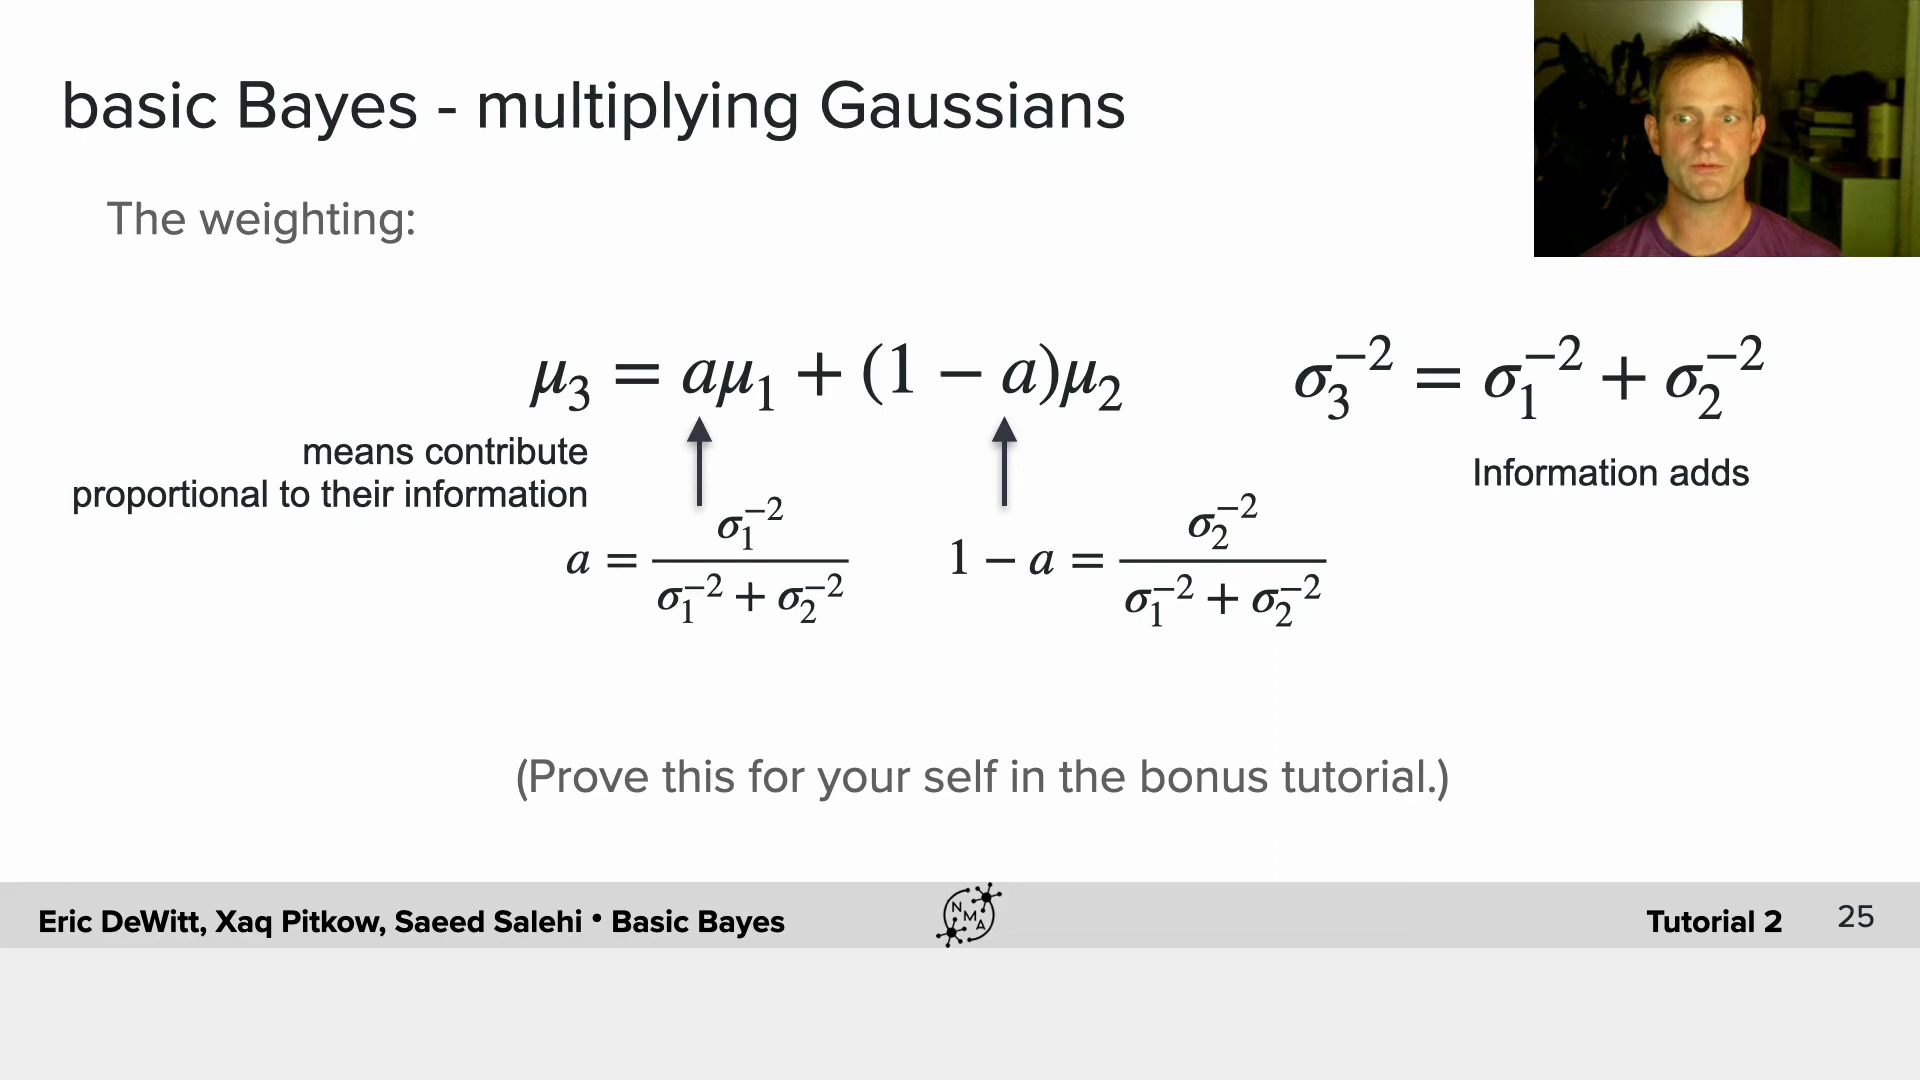 basic Bayes - multiplying Gaussians
The weighting:
μ₃ = aμ₁ + (1 − a)μ₂
σ₃⁻² = σ₁⁻² + σ₂⁻²
means contribute
proportional to their information
Information adds
a = σ₁⁻² / (σ₁⁻² + σ₂⁻²)
1 − a = σ₂⁻² / (σ₁⁻² + σ₂⁻²)
(Prove this for your self in the bonus tutorial.)
Eric DeWitt, Xaq Pitkow, Saeed Salehi • Basic Bayes
NMA
Tutorial 2
25